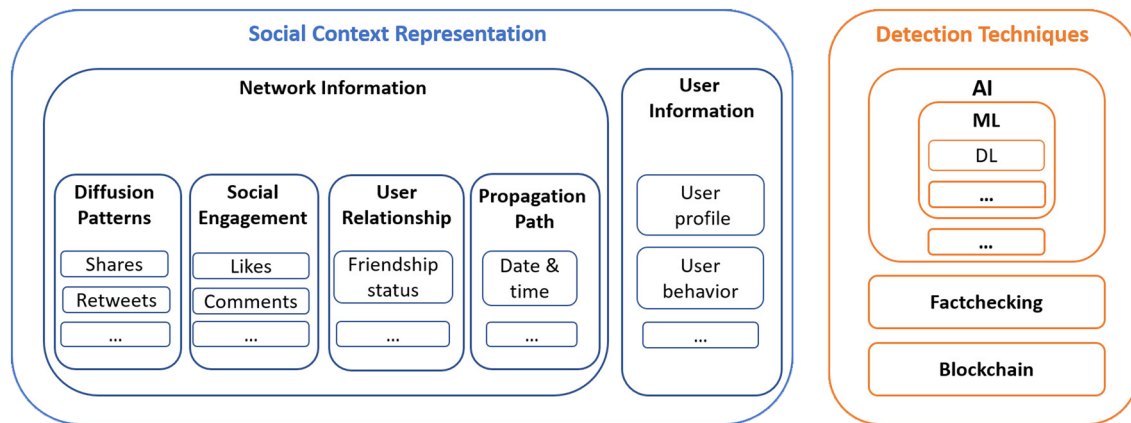 Social Context Representation
Network Information
Diffusion
Patterns
Shares
Retweets
...
Social
Engagement
Likes
Comments
...
User
Relationship
Friendship
status
...
Propagation
Path
Date &
time
...
User
Information
User
profile
User
behavior
...
Detection Techniques
AI
ML
DL
...
...
Factchecking
Blockchain